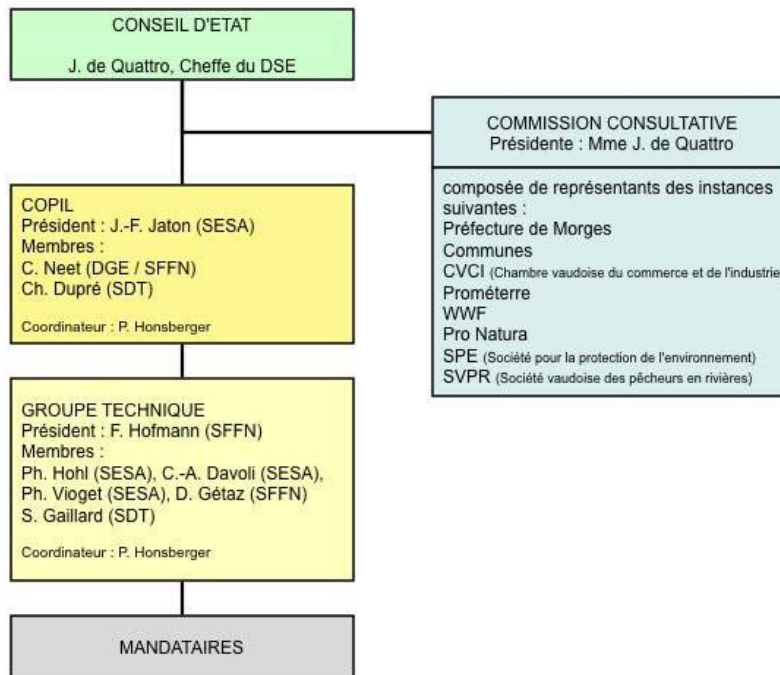 CONSEIL D'ETAT
J. de Quattro, Cheffe du DSE
COMMISSION CONSULTATIVE
Présidente : Mme J. de Quattro
composée de représentants des instances
suivantes :
Préfecture de Morges
Communes
CVCI (Chambre vaudoise du commerce et de l'industrie
Prométerre
WWF
Pro Natura
SPE (Société pour la protection de l'environnement)
SVPR (Société vaudoise des pêcheurs en rivières)
COPIL
Président : J.-F. Jaton (SESA)
Membres :
C. Neet (DGE / SFFN)
Ch. Dupré (SDT)
Coordinateur : P. Honsberger
GROUPE TECHNIQUE
Président : F. Hofmann (SFFN)
Membres :
Ph. Hohl (SESA), C.-A. Davoli (SESA),
Ph. Vioget (SESA), D. Gétaz (SFFN)
S. Gaillard (SDT)
Coordinateur : P. Honsberger
MANDATAIRES